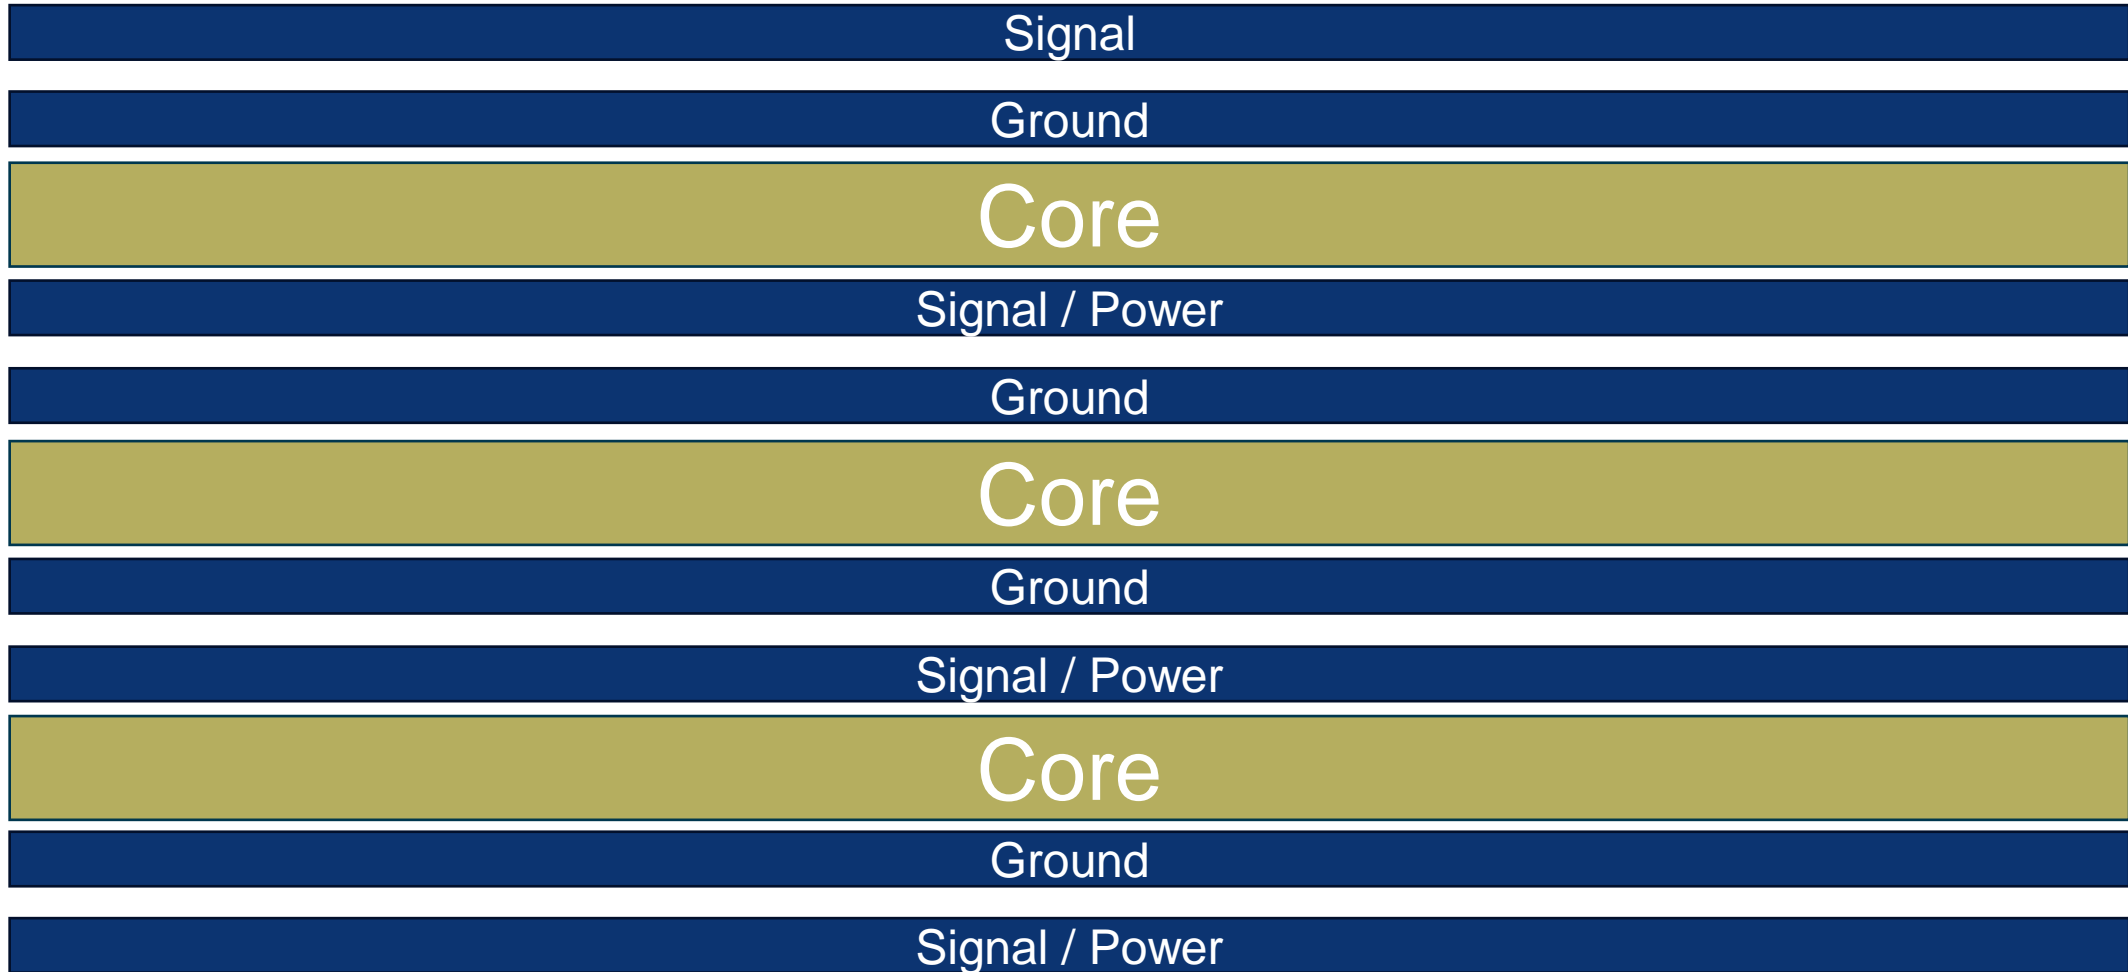 Signal
Ground
Core
Signal / Power
Ground
Core
Ground
Signal / Power
Core
Ground
Signal / Power